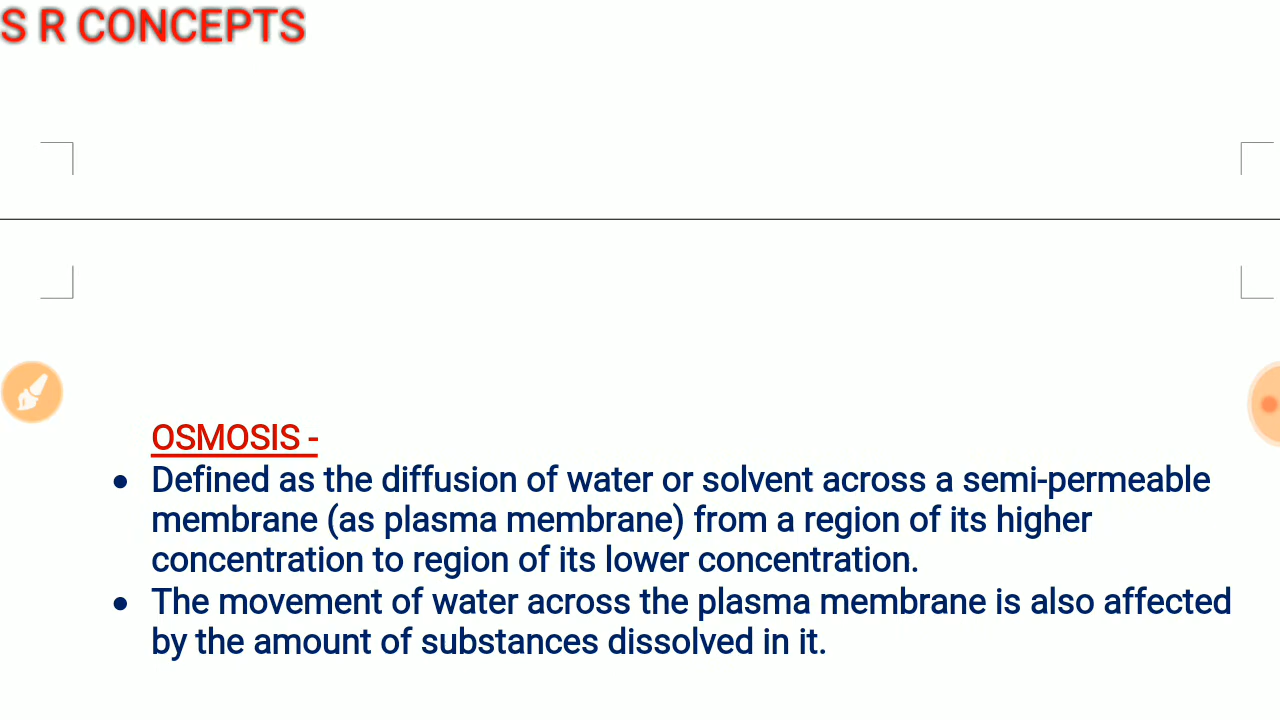 S R CONCEPTS
OSMOSIS -
• Defined as the diffusion of water or solvent across a semi-permeable
membrane (as plasma membrane) from a region of its higher
concentration to region of its lower concentration.
• The movement of water across the plasma membrane is also affected
by the amount of substances dissolved in it.